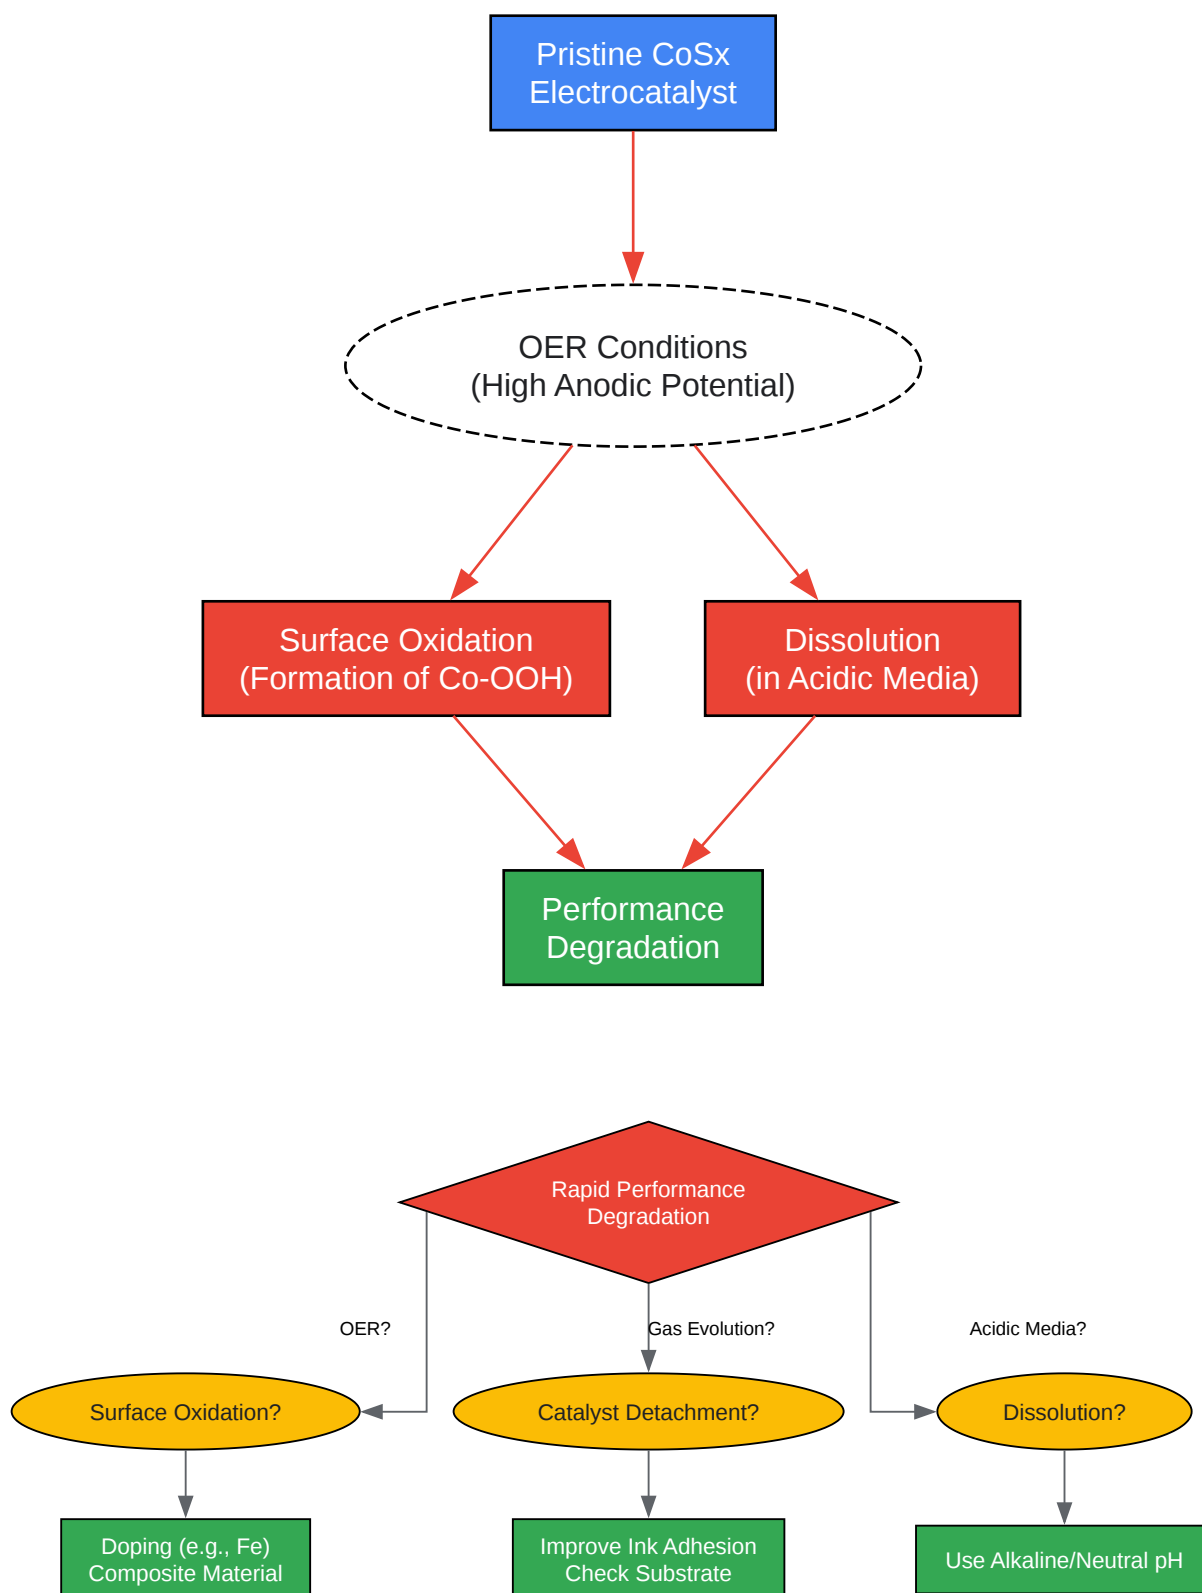 Pristine CoSx
Electrocatalyst
OER Conditions
(High Anodic Potential)
Surface Oxidation
(Formation of Co-OOH)
Dissolution
(in Acidic Media)
Performance
Degradation
Rapid Performance
Degradation
OER?
Gas Evolution?
Acidic Media?
Surface Oxidation?
Catalyst Detachment?
Dissolution?
Doping (e.g., Fe)
Composite Material
Improve Ink Adhesion
Check Substrate
Use Alkaline/Neutral pH